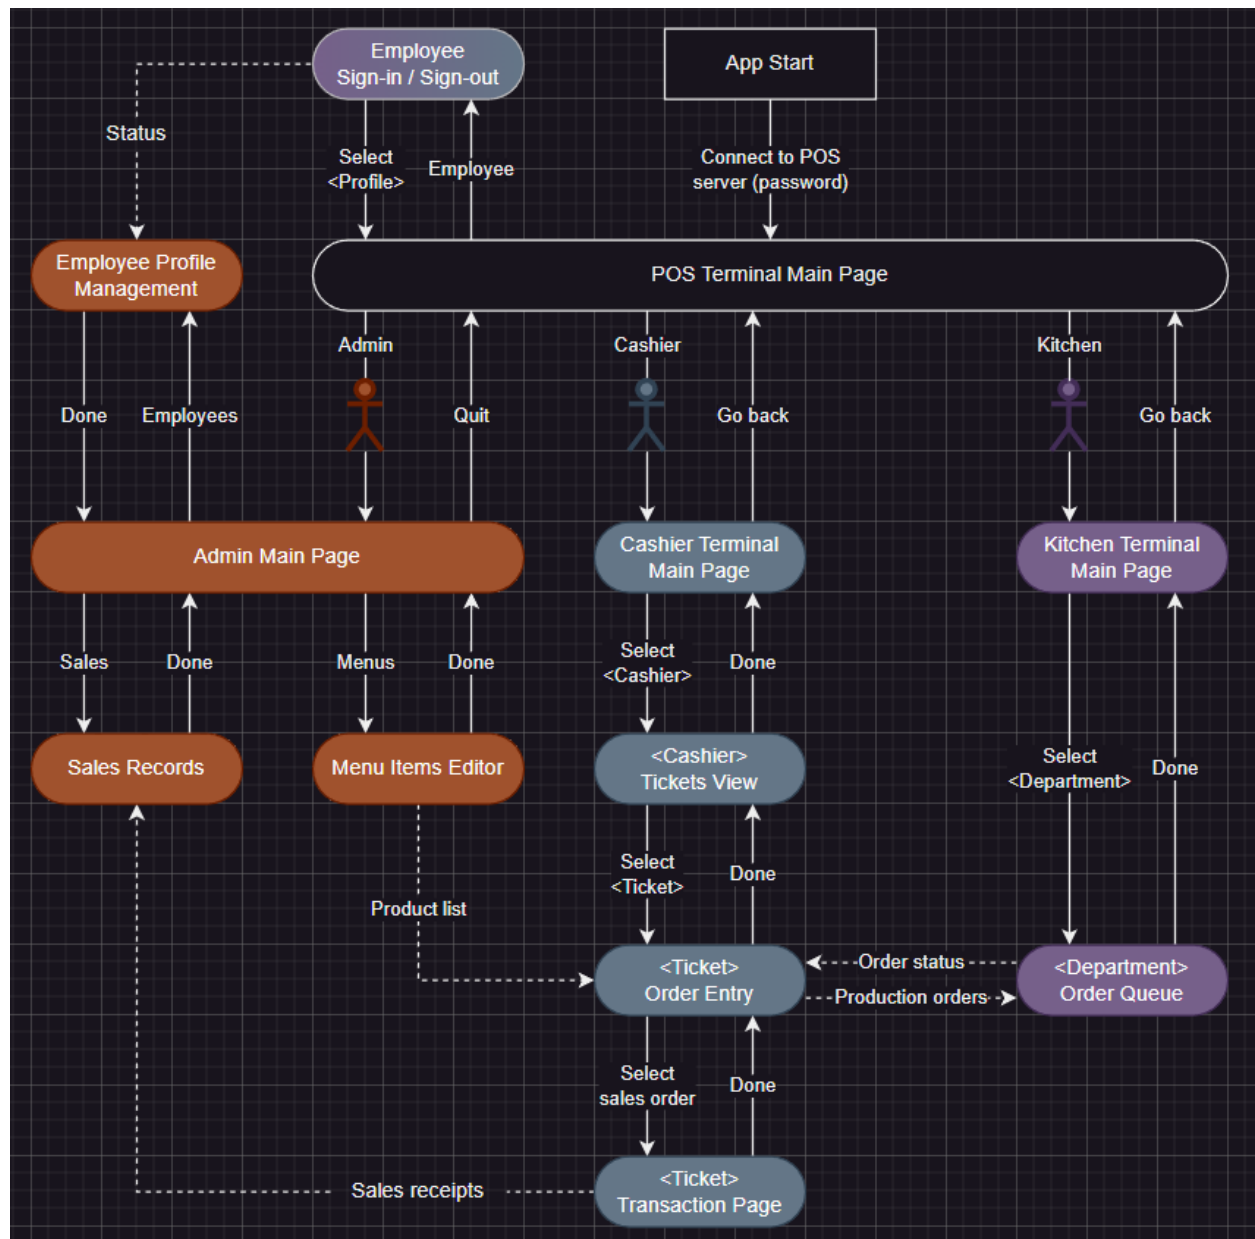 Employee
Sign-in / Sign-out
App Start
Status
Select
<Profile>
Employee
Connect to POS
server (password)
Employee Profile
Management
POS Terminal Main Page
Admin
Cashier
Kitchen
Done
Employees
Quit
Go back
Go back
Admin Main Page
Cashier Terminal
Main Page
Kitchen Terminal
Main Page
Sales
Done
Menus
Done
Select
<Cashier>
Done
Sales Records
Menu Items Editor
<Cashier>
Tickets View
Select
<Department>
Done
Select
<Ticket>
Done
Product list
<Ticket>
Order Entry
Order status
Production orders
<Department>
Order Queue
Select
sales order
Done
Sales receipts
<Ticket>
Transaction Page